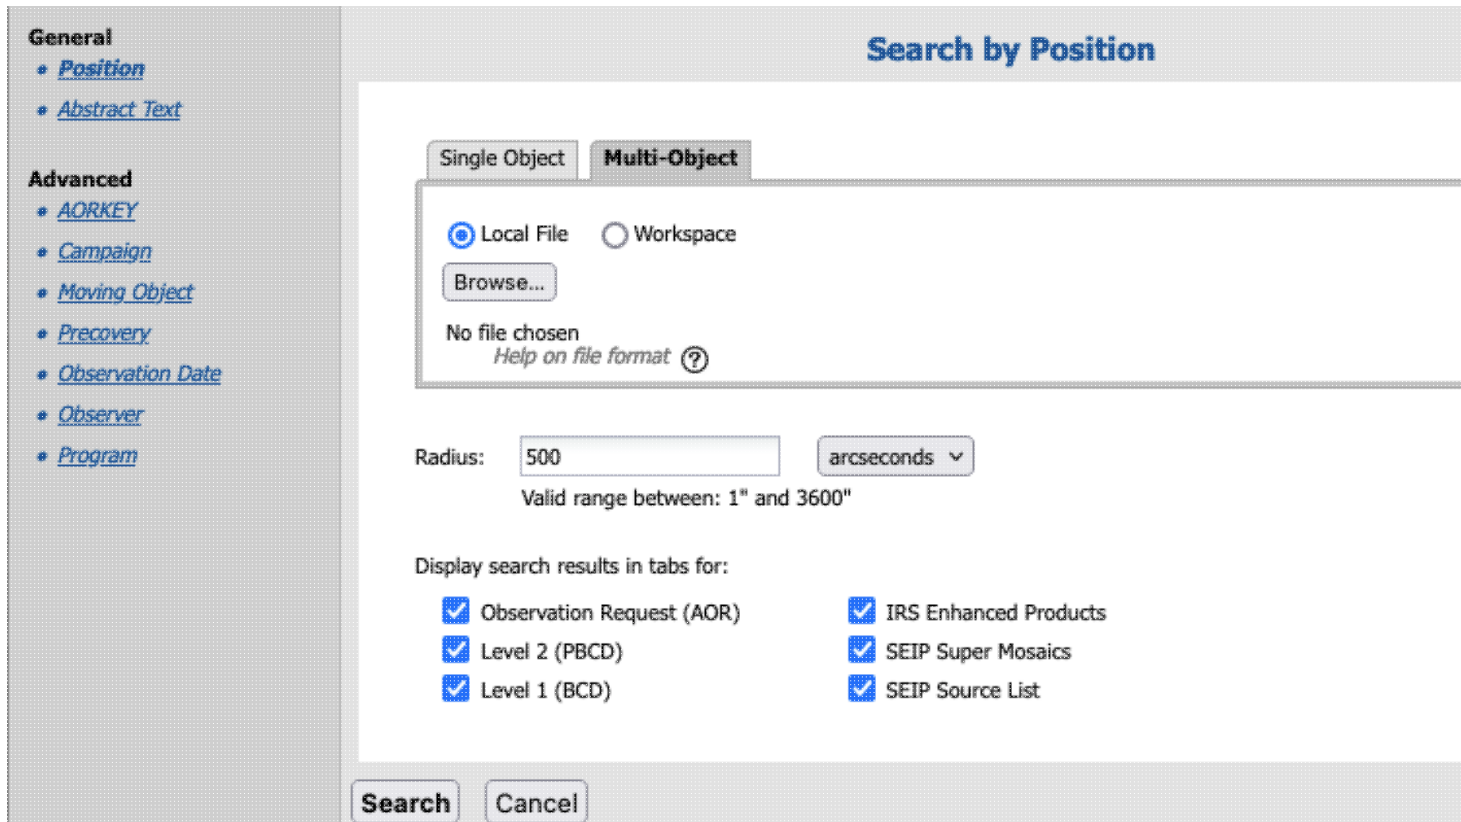 General
Position
Abstract Text
Advanced
AORKEY
Campaign
Moving Object
Precovery
Observation Date
Observer
Program
Search by Position
Single Object Multi-Object
Local File Workspace
Browse...
No file chosen
Help on file format ?
Radius: 500 arcseconds
Valid range between: 1" and 3600"
Display search results in tabs for:
Observation Request (AOR) IRS Enhanced Products
Level 2 (PBCD) SEIP Super Mosaics
Level 1 (BCD) SEIP Source List
Search Cancel